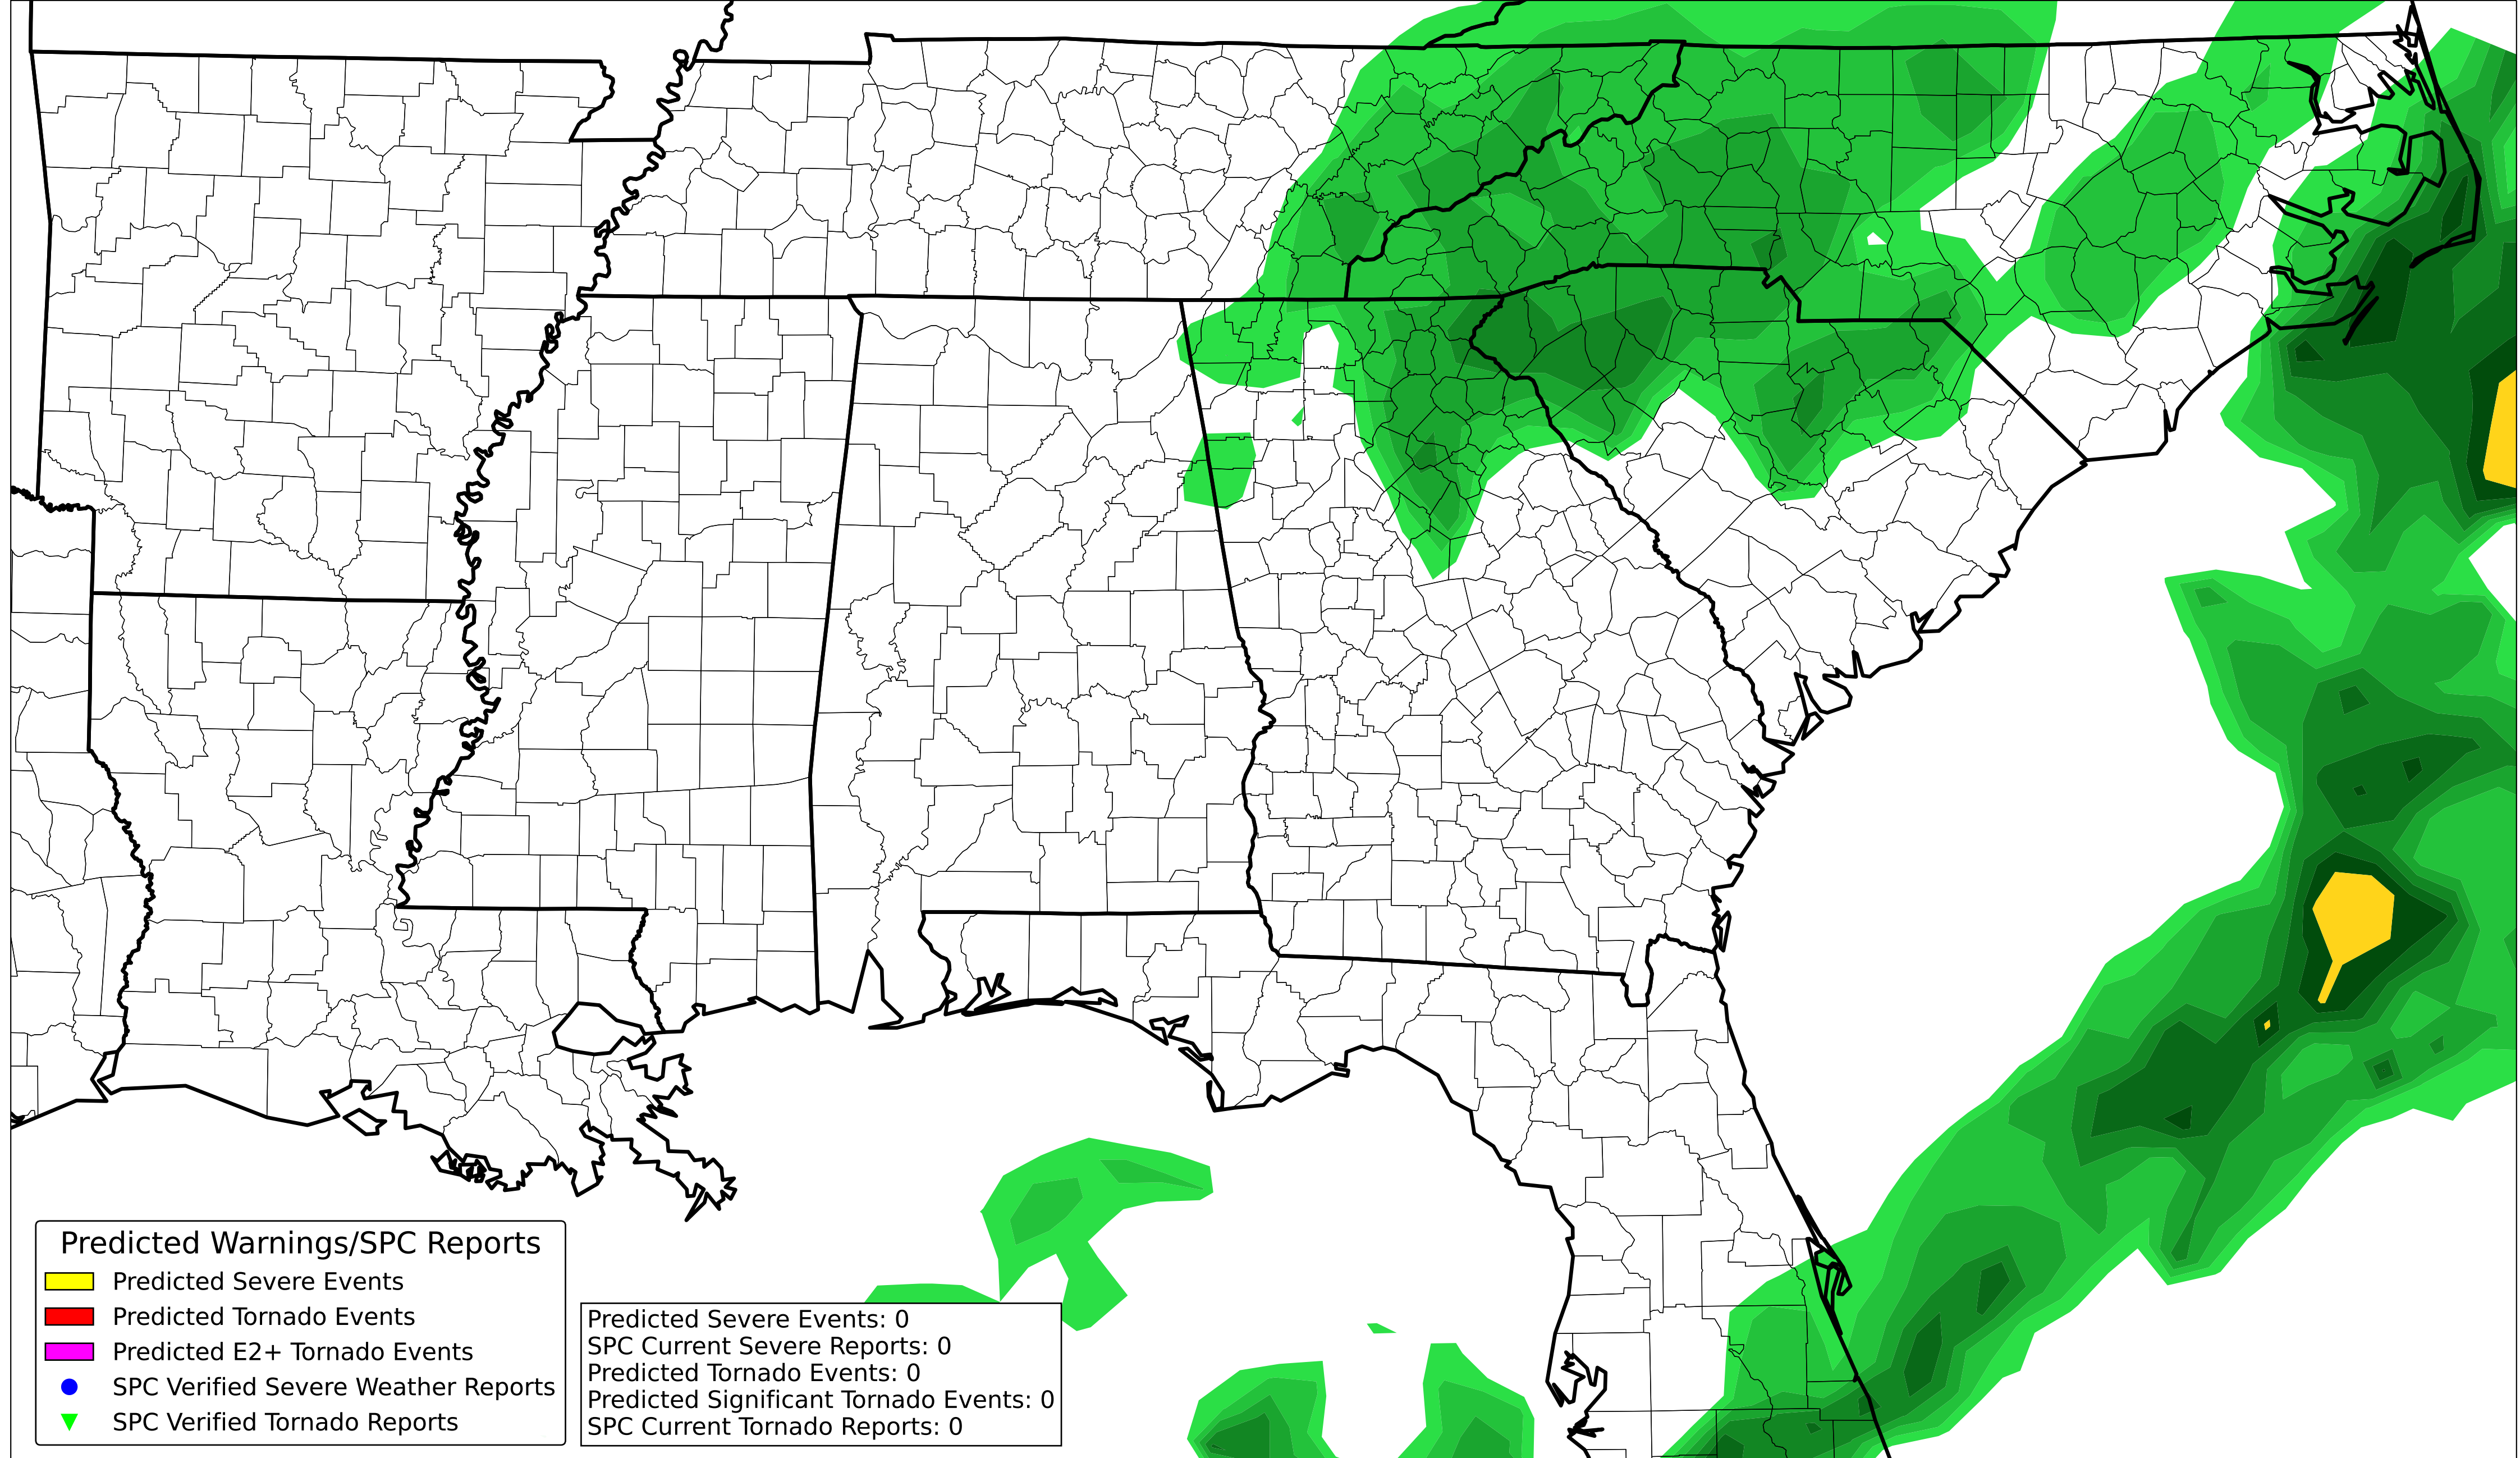 Predicted Warnings/SPC Reports
Predicted Severe Events
Predicted Tornado Events
Predicted E2+ Tornado Events
SPC Verified Severe Weather Reports
SPC Verified Tornado Reports
Predicted Severe Events: 0
SPC Current Severe Reports: 0
Predicted Tornado Events: 0
Predicted Significant Tornado Events: 0
SPC Current Tornado Reports: 0